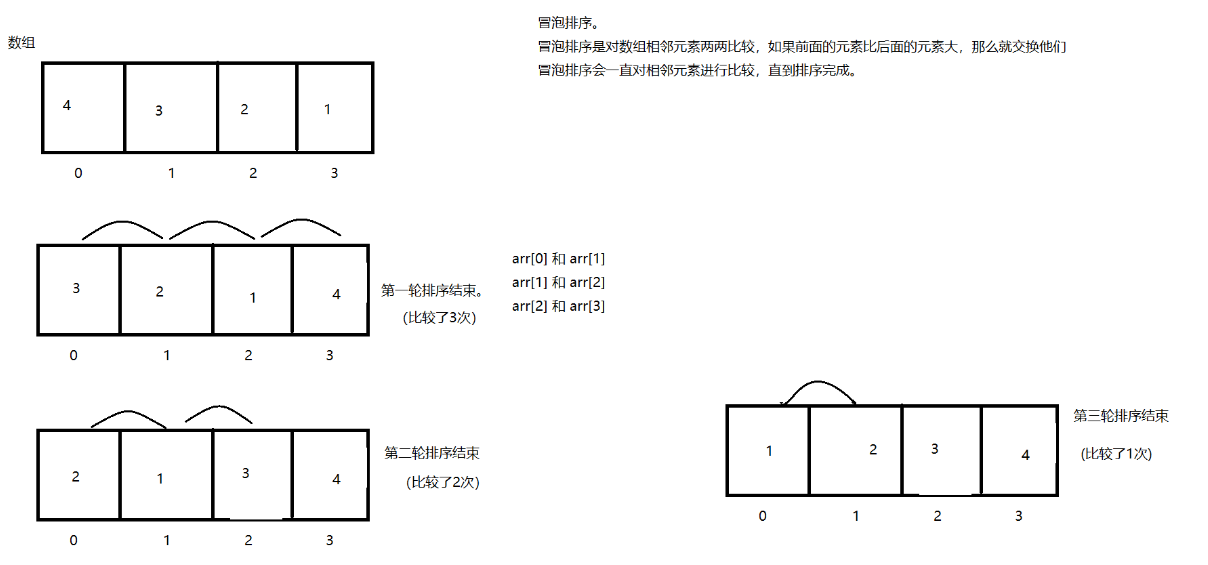 冒泡排序。
冒泡排序是对数组相邻元素两两比较，如果前面的元素比后面的元素大，那么就交换他们
冒泡排序会一直对相邻元素进行比较，直到排序完成。
数组
4 3 2 1
0 1 2 3
3 2 1 4
0 1 2 3
第一轮排序结束。
(比较了3次)
arr[0] 和 arr[1]
arr[1] 和 arr[2]
arr[2] 和 arr[3]
2 1 3 4
0 1 2 3
第二轮排序结束
(比较了2次)
1 2 3 4
0 1 2 3
第三轮排序结束
(比较了1次)